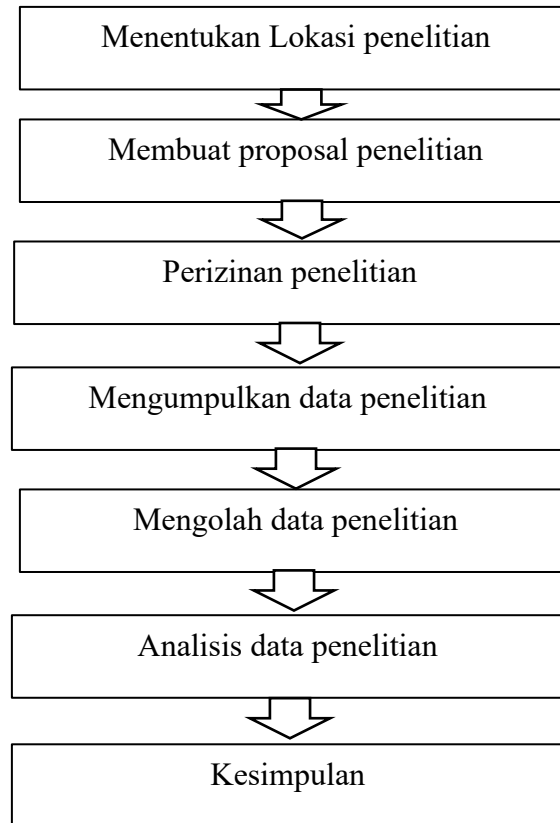 Menentukan Lokasi penelitian
Membuat proposal penelitian
Perizinan penelitian
Mengumpulkan data penelitian
Mengolah data penelitian
Analisis data penelitian
Kesimpulan